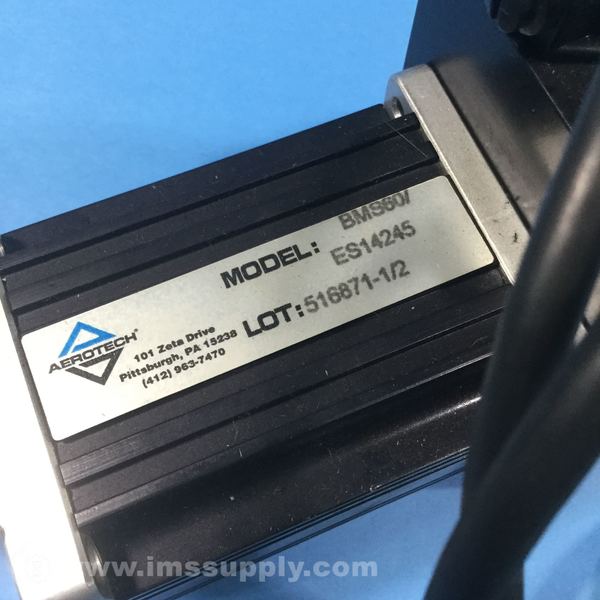 AEROTECH®
101 Zeta Drive
Pittsburgh, PA 15238
(412) 963-7470
MODEL: BMS60/
ES14245
LOT: 516871-1/2
www.imssupply.com